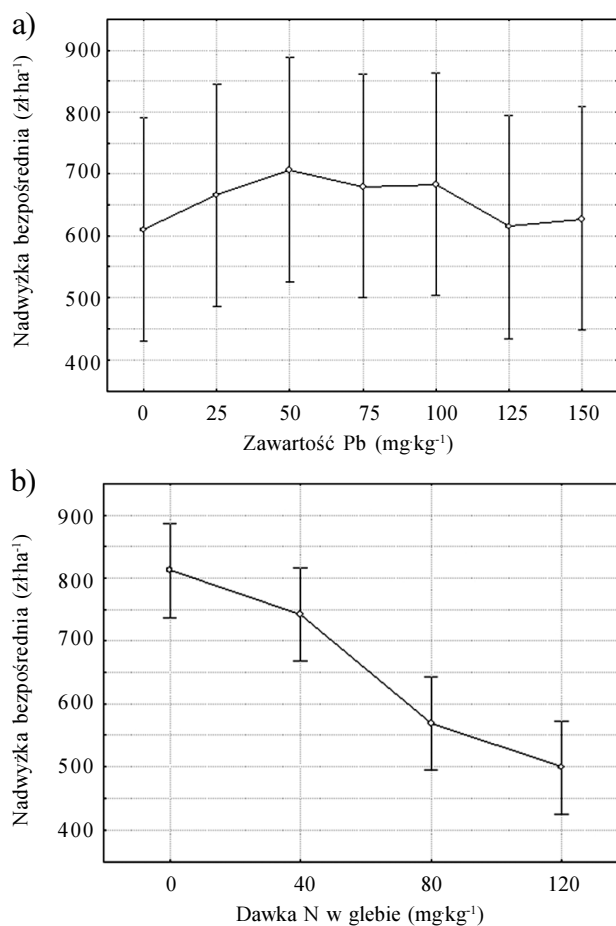 a)
Nadwyżka bezpośrednia (zł·ha⁻¹)
900
800
700
600
500
400
0 25 50 75 100 125 150
Zawartość Pb (mg·kg⁻¹)
b)
Nadwyżka bezpośrednia (zł·ha⁻¹)
900
800
700
600
500
400
0 40 80 120
Dawka N w glebie (mg·kg⁻¹)